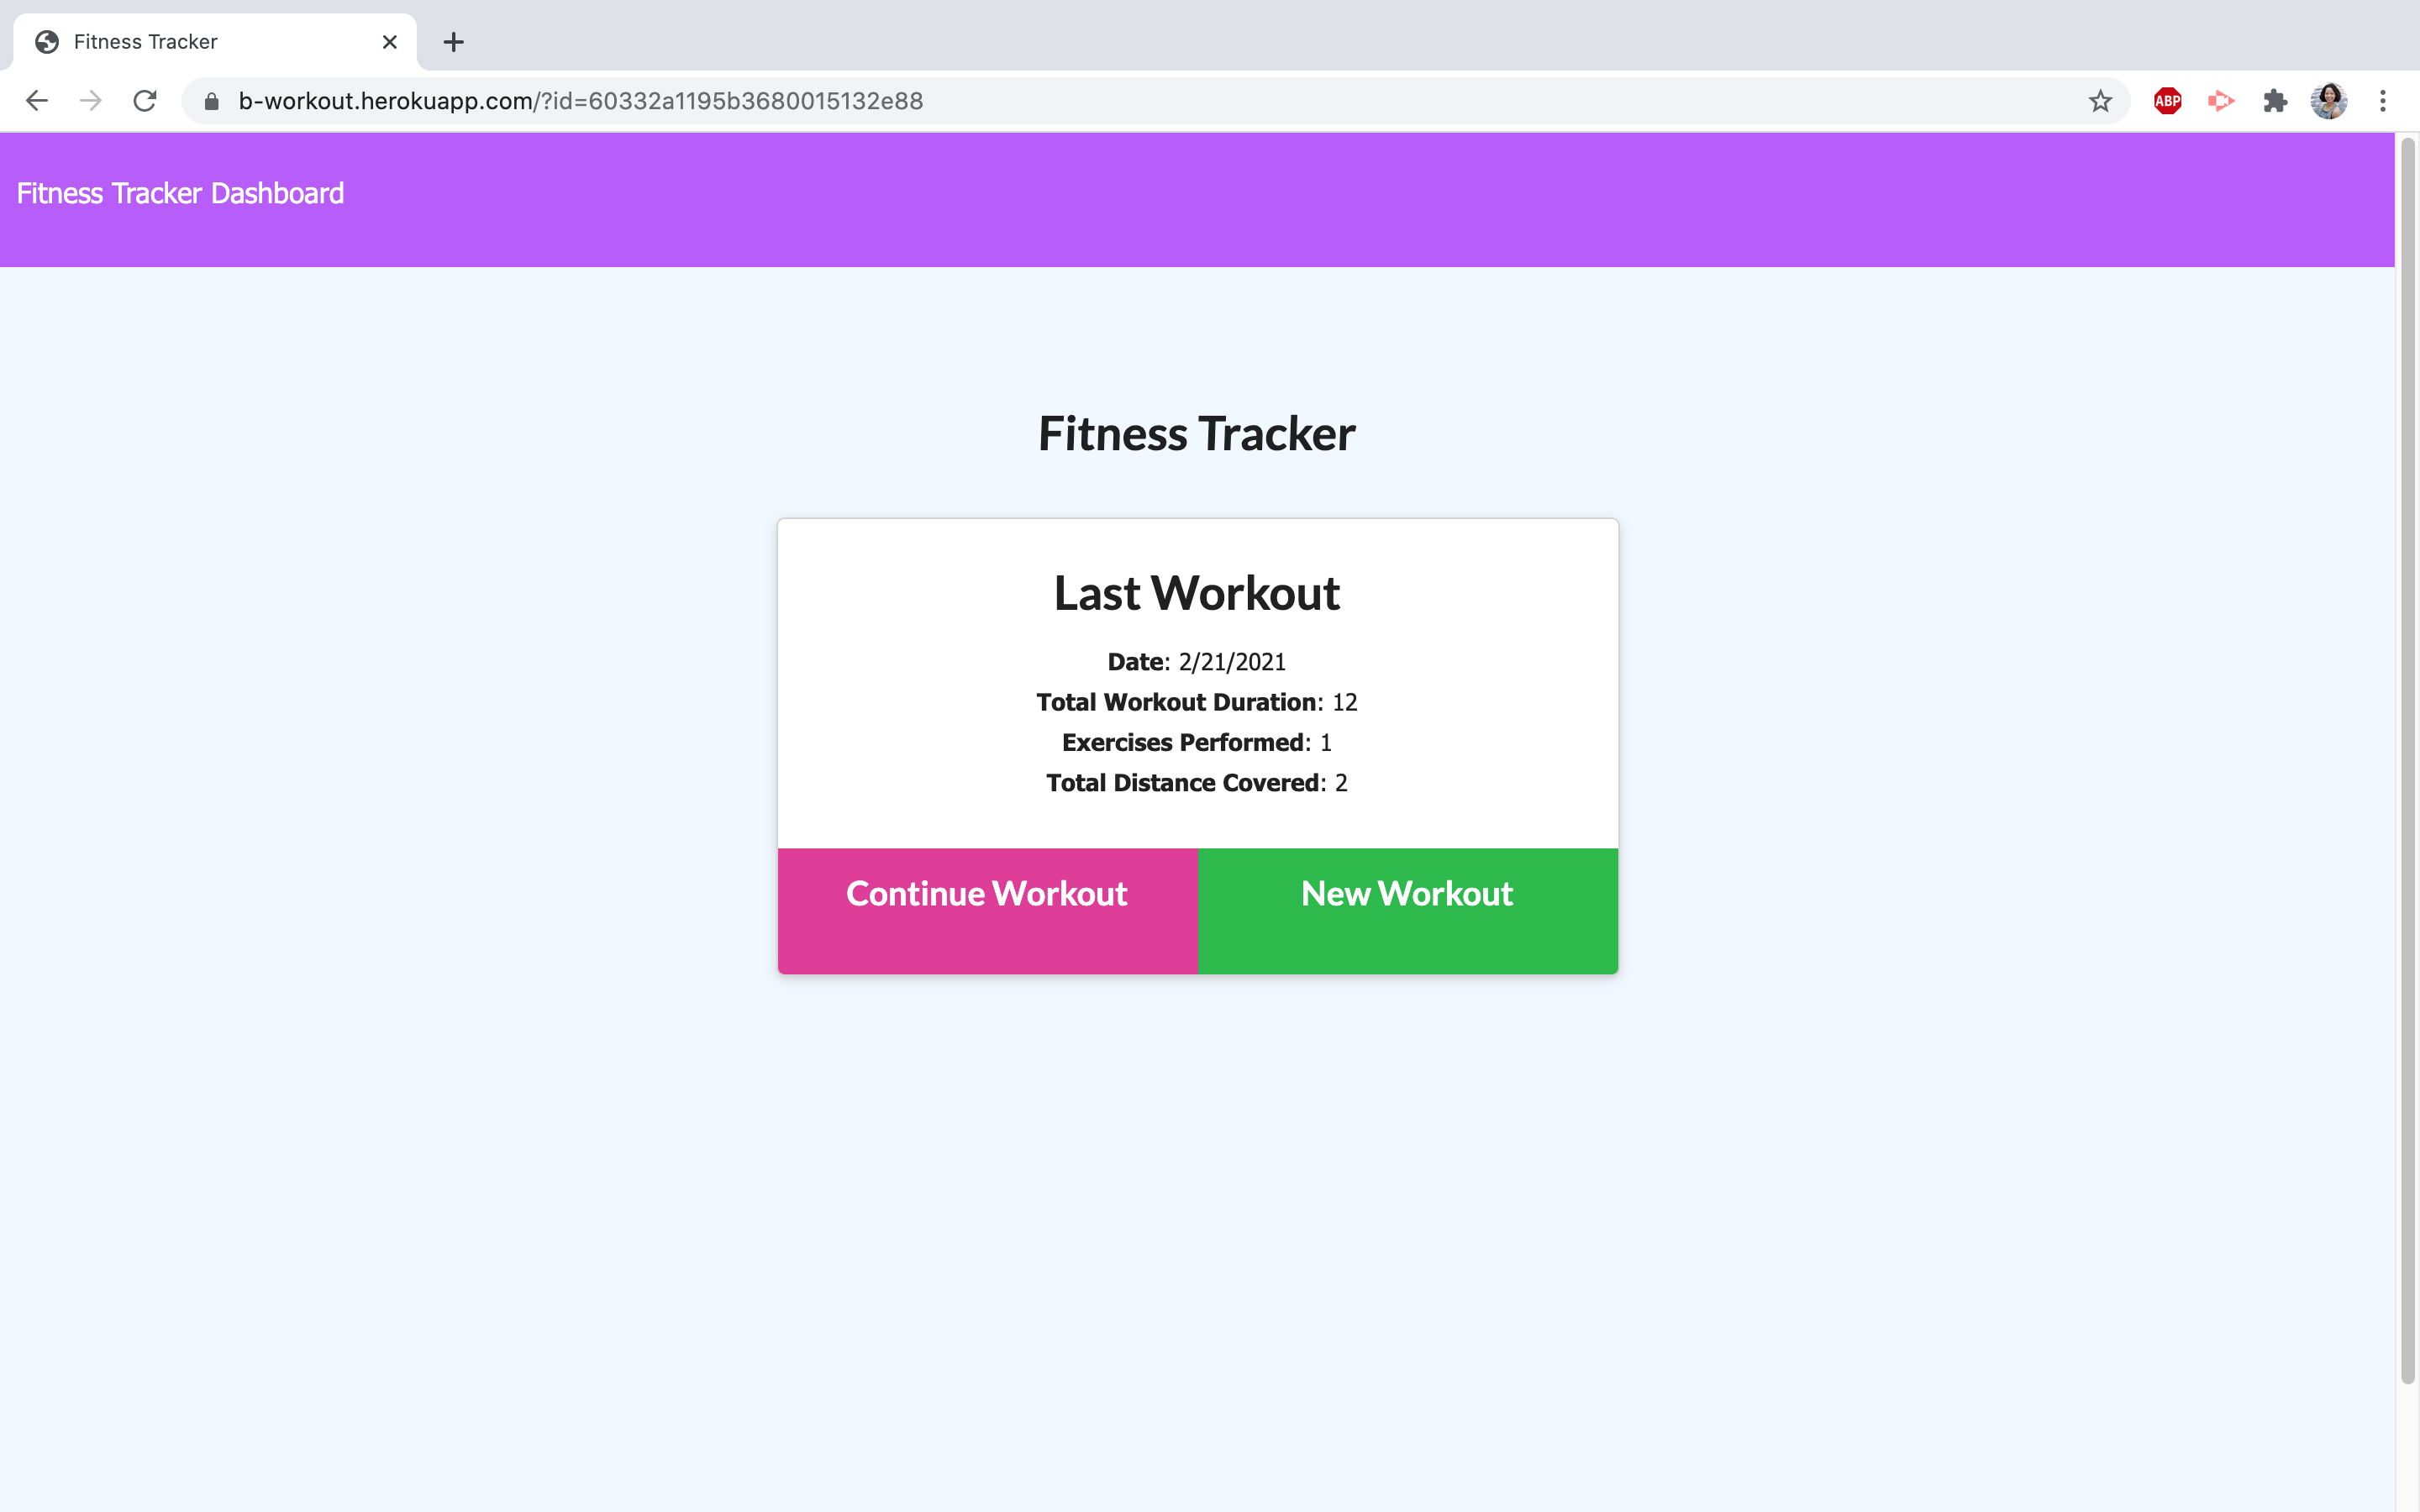 Fitness Tracker
b-workout.herokuapp.com/?id=60332a1195b3680015132e88
ABP
Fitness Tracker Dashboard
Fitness Tracker
Last Workout
Date: 2/21/2021
Total Workout Duration: 12
Exercises Performed: 1
Total Distance Covered: 2
Continue Workout
New Workout